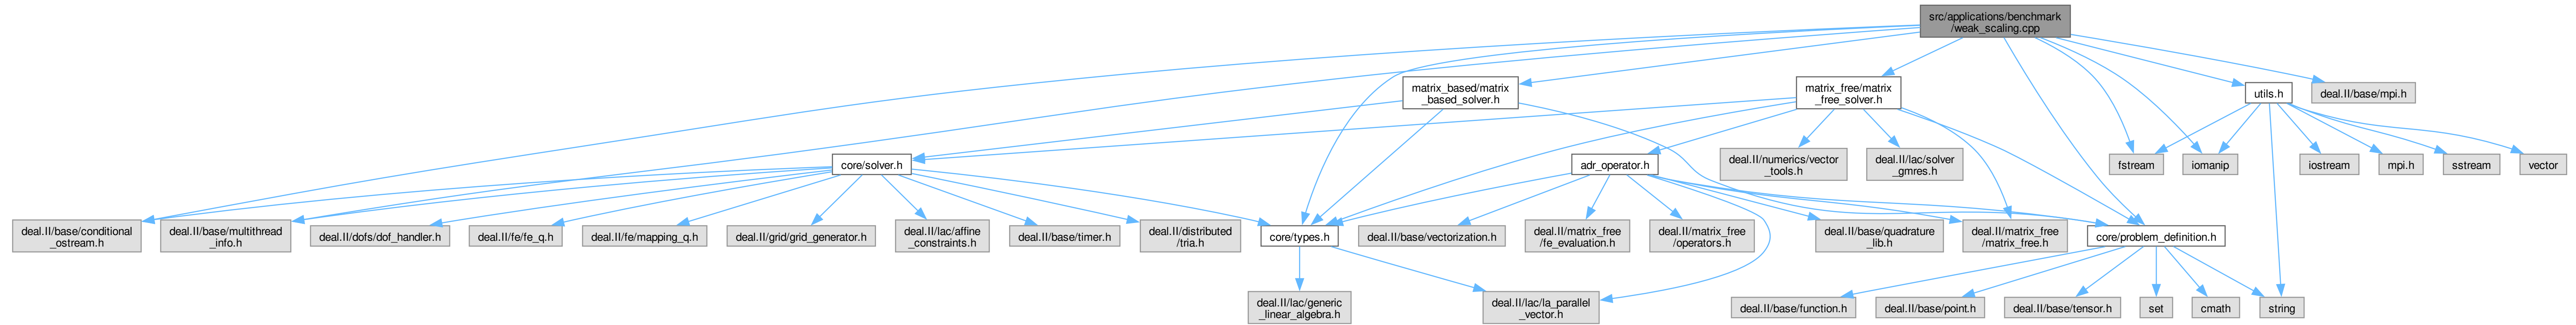 src/applications/benchmark
/weak_scaling.cpp
matrix_based/matrix
_based_solver.h
matrix_free/matrix
_free_solver.h
utils.h
deal.II/base/mpi.h
core/solver.h
adr_operator.h
deal.II/numerics/vector
_tools.h
deal.II/lac/solver
_gmres.h
fstream
iomanip
iostream
mpi.h
sstream
vector
deal.II/base/conditional
_ostream.h
deal.II/base/multithread
_info.h
deal.II/dofs/dof_handler.h
deal.II/fe/fe_q.h
deal.II/fe/mapping_q.h
deal.II/grid/grid_generator.h
deal.II/lac/affine
_constraints.h
deal.II/base/timer.h
deal.II/distributed
/tria.h
core/types.h
deal.II/base/vectorization.h
deal.II/matrix_free
/fe_evaluation.h
deal.II/matrix_free
/operators.h
deal.II/base/quadrature
_lib.h
deal.II/matrix_free
/matrix_free.h
core/problem_definition.h
deal.II/lac/generic
_linear_algebra.h
deal.II/lac/la_parallel
_vector.h
deal.II/base/function.h
deal.II/base/point.h
deal.II/base/tensor.h
set
cmath
string